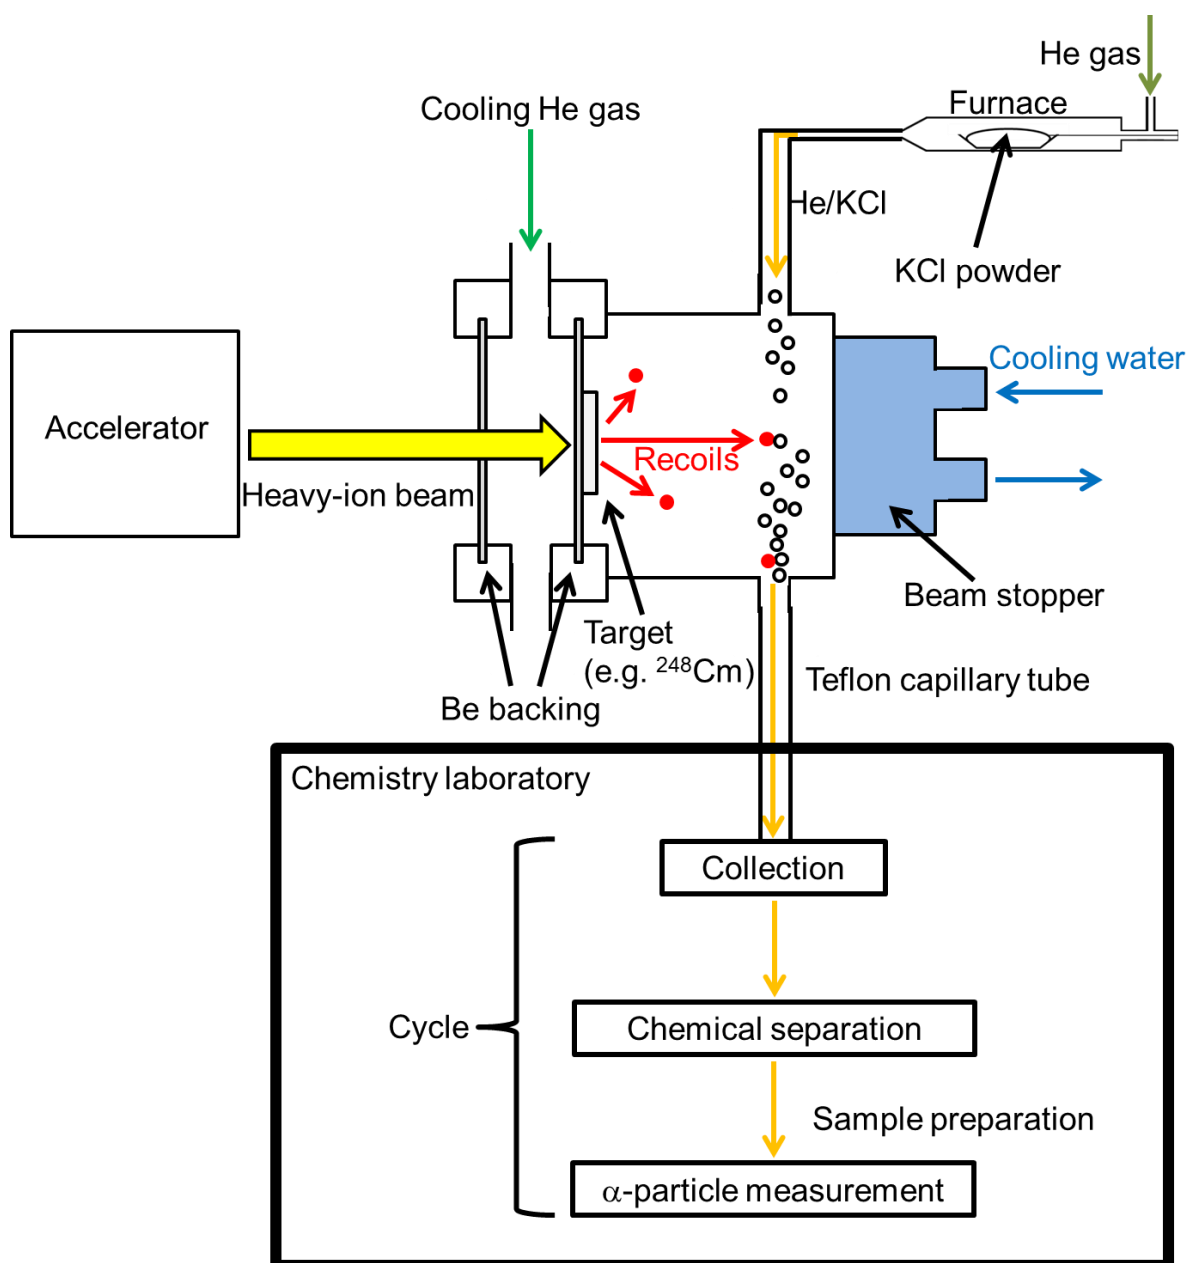 He gas
Furnace
Cooling He gas
He/KCl
KCl powder
Cooling water
Accelerator
Recoils
Heavy-ion beam
Beam stopper
Target
(e.g. ²⁴⁸Cm)
Teflon capillary tube
Be backing
Chemistry laboratory
Collection
Cycle
Chemical separation
Sample preparation
α-particle measurement